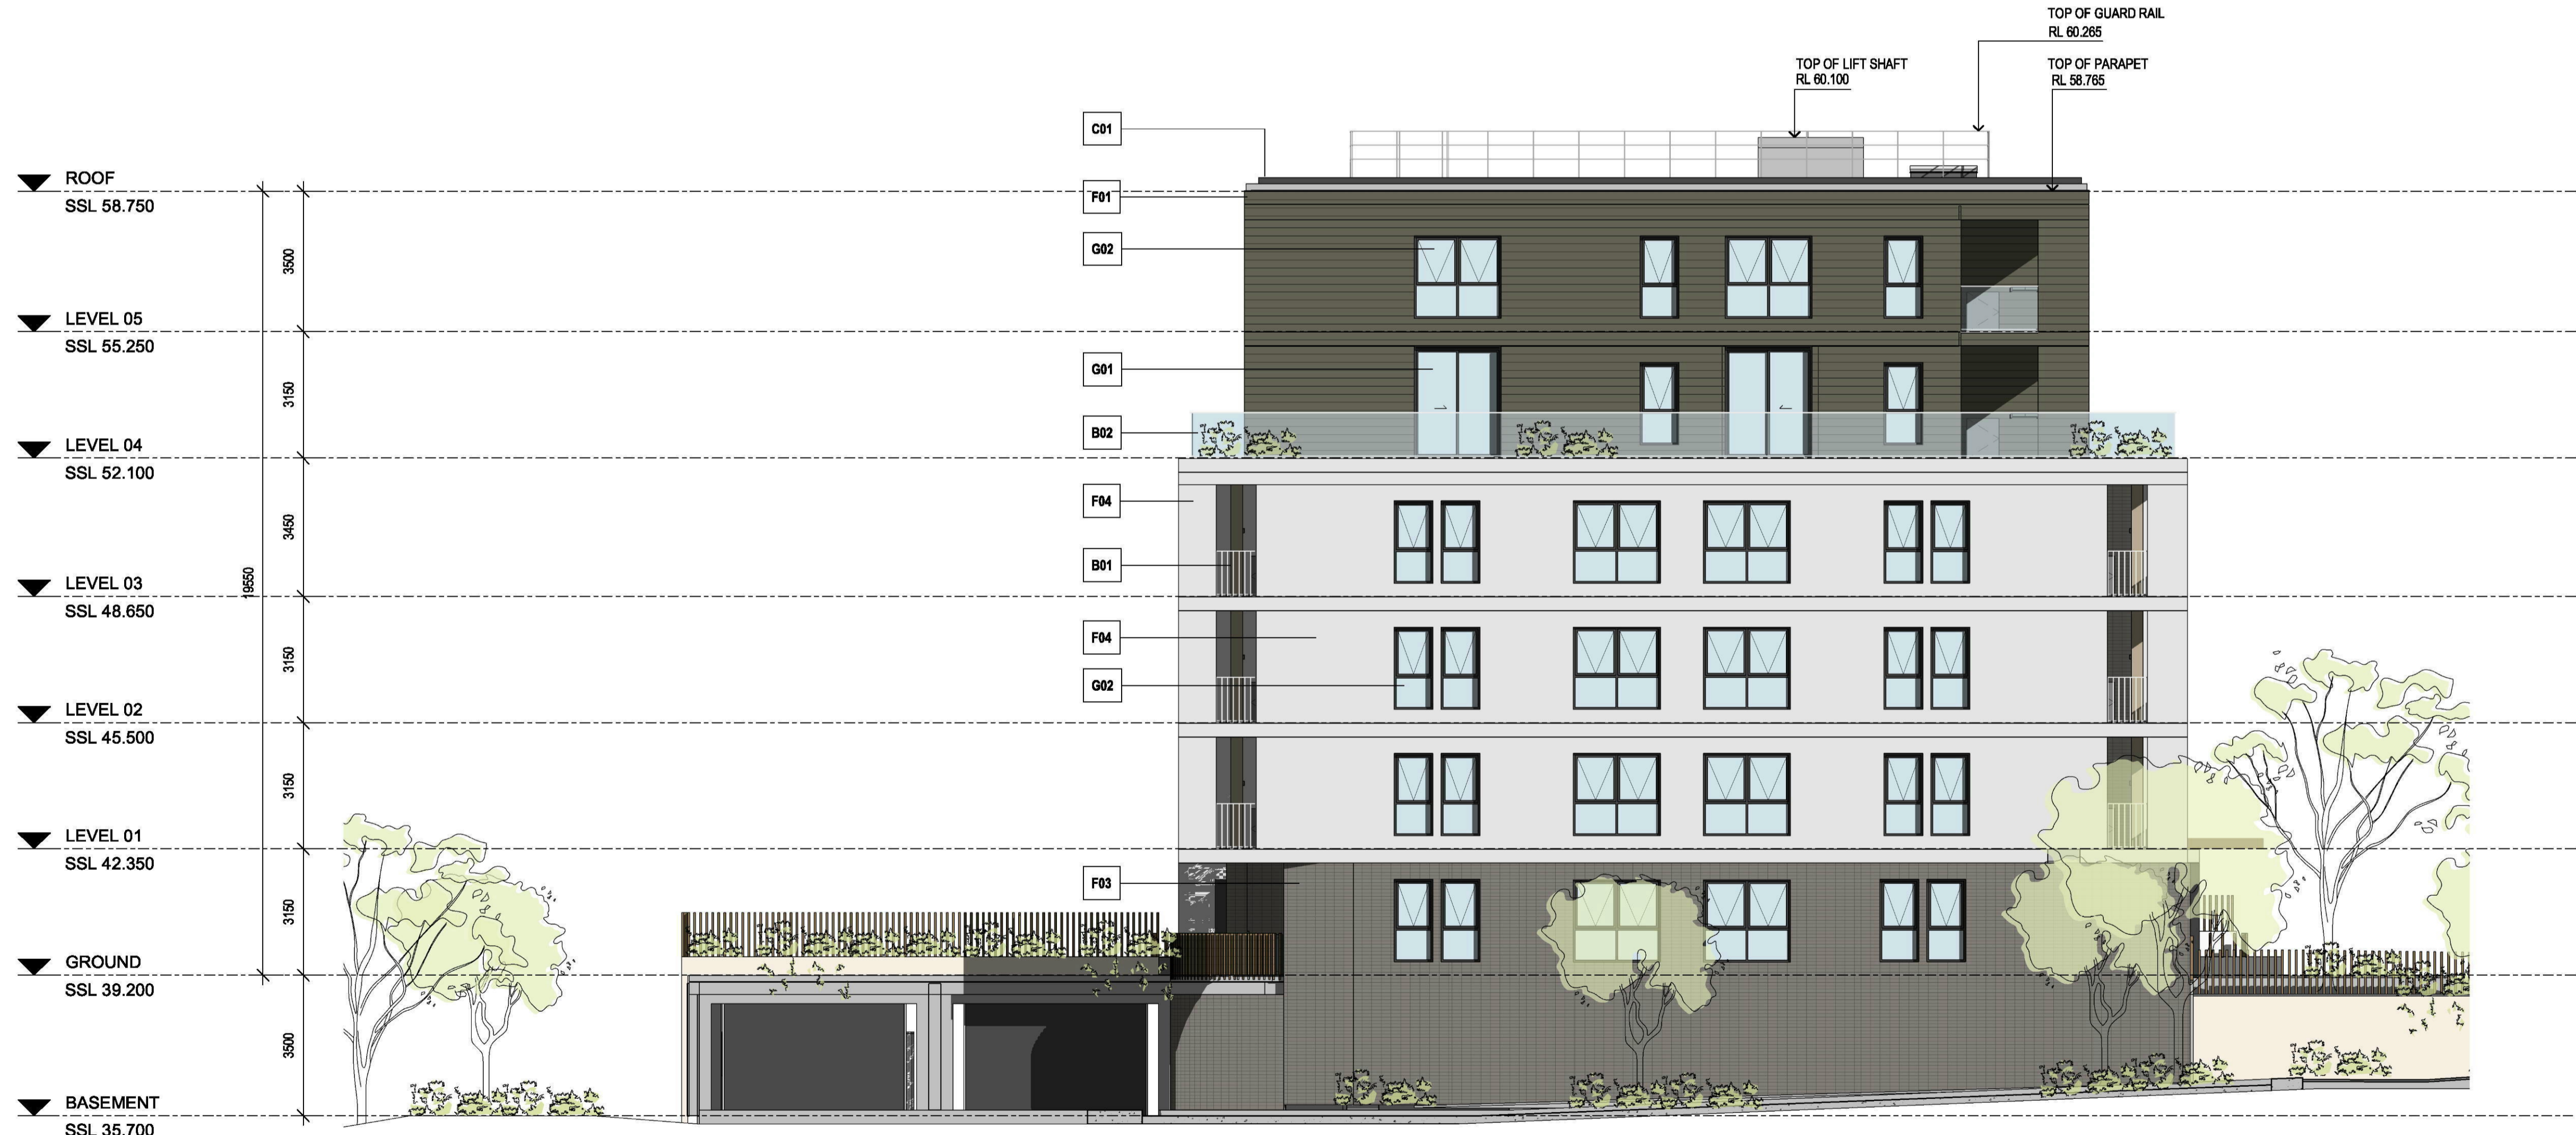 TOP OF GUARD RAIL
RL 60.265
TOP OF LIFT SHAFT
RL 60.100
TOP OF PARAPET
RL 58.765
C01
ROOF
SSL 58.750
F01
G02
3500
LEVEL 05
SSL 55.250
G01
3150
B02
LEVEL 04
SSL 52.100
F04
3450
B01
LEVEL 03
SSL 48.650
19550
F04
3150
G02
LEVEL 02
SSL 45.500
3150
LEVEL 01
SSL 42.350
F03
3150
GROUND
SSL 39.200
3500
BASEMENT
SSL 35.700